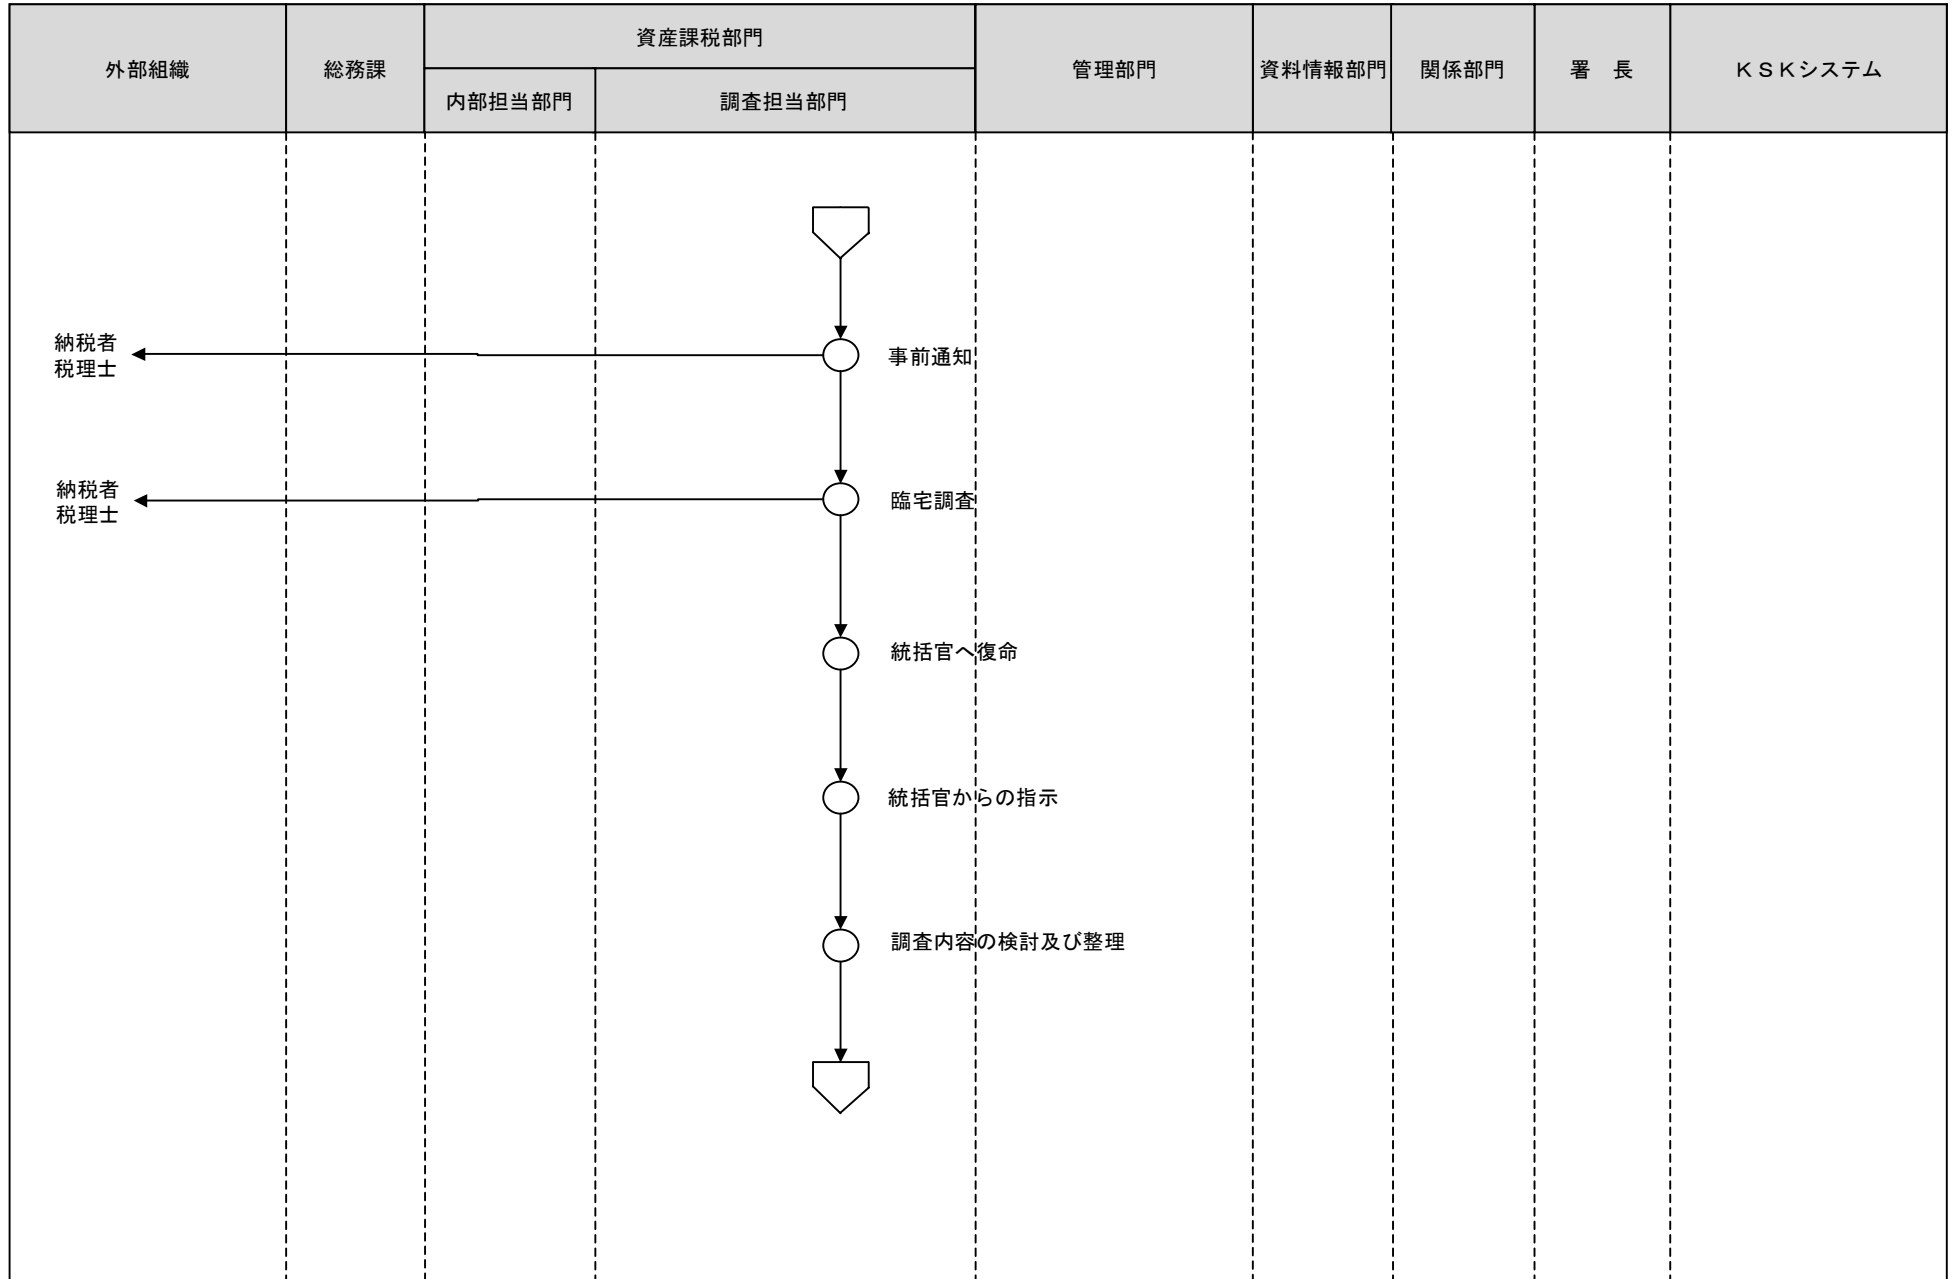 外部組織
総務課
資産課税部門
内部担当部門
調査担当部門
管理部門
資料情報部門
関係部門
署　長
ＫＳＫシステム
納税者
税理士
事前通知
納税者
税理士
臨宅調査
統括官へ復命
統括官からの指示
調査内容の検討及び整理